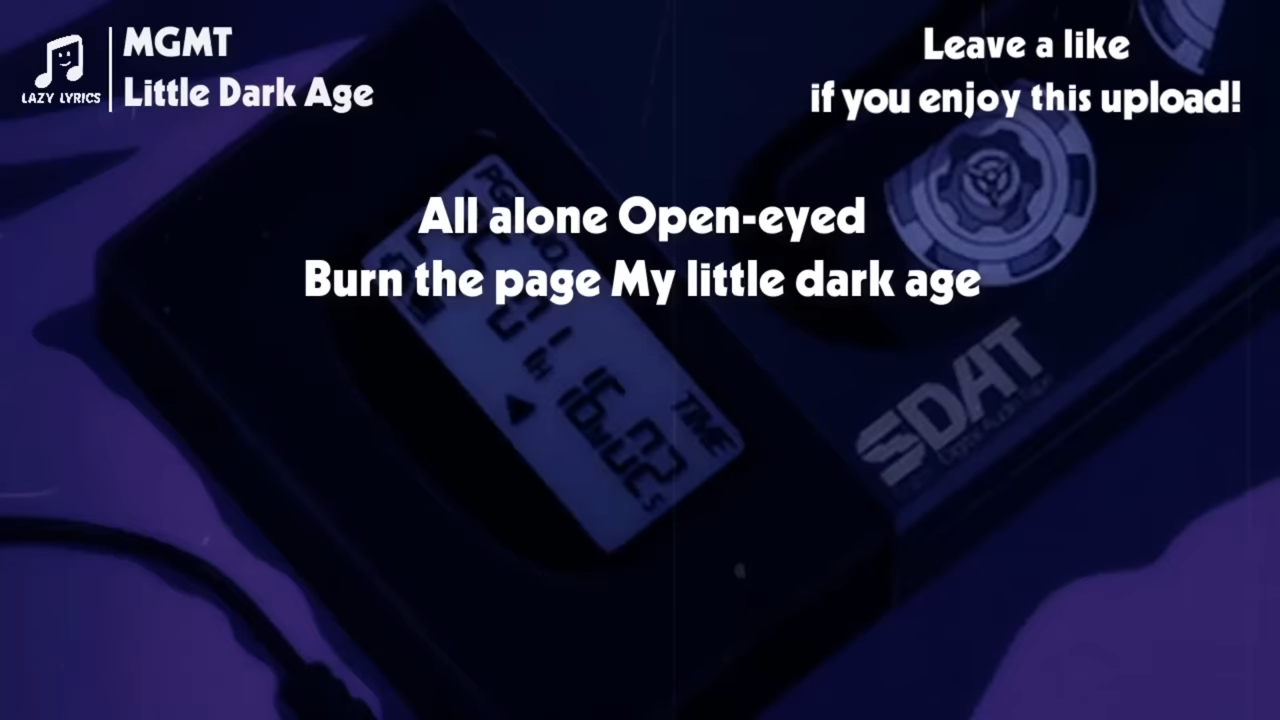 MGMT
Little Dark Age
LAZY LYRICS
Leave a like
if you enjoy this upload!
All alone Open-eyed
Burn the page My little dark age
TIME
SDAT